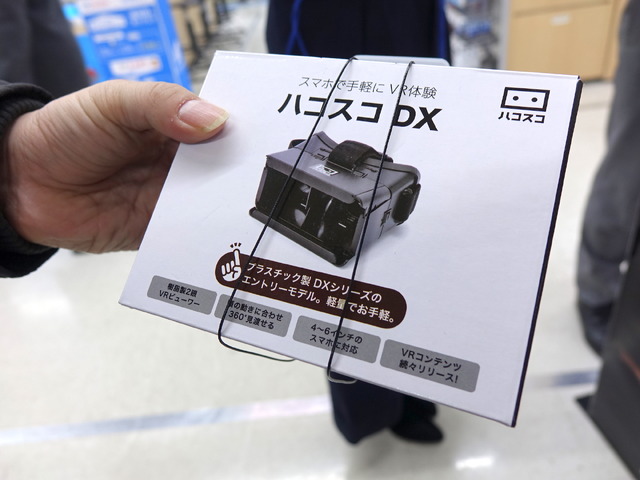 スマホで手軽にVR体験
ハコスコ DX
ハコスコ
プラスチック製 DXシリーズの
エントリーモデル。軽量でお手軽。
樹脂製2眼
VRビューワー
の動きに合わせ
360°見渡せる
4〜6インチの
スマホに対応
VRコンテンツ
続々リリース!